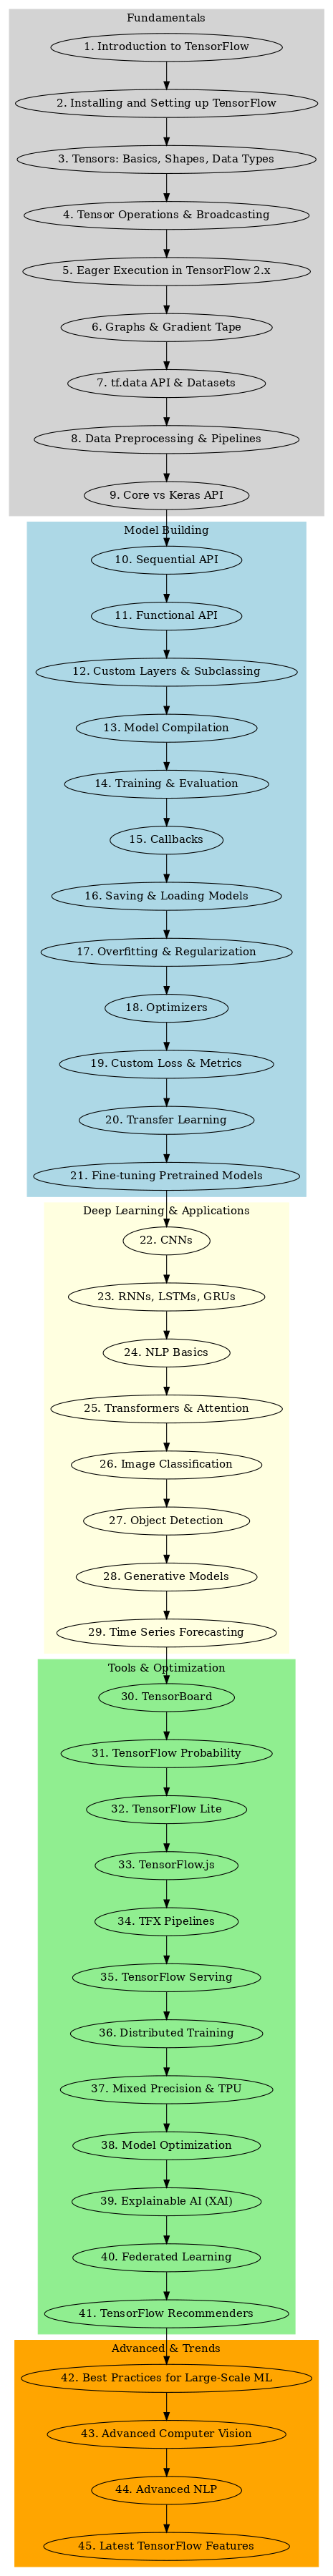 Fundamentals
1. Introduction to TensorFlow
2. Installing and Setting up TensorFlow
3. Tensors: Basics, Shapes, Data Types
4. Tensor Operations & Broadcasting
5. Eager Execution in TensorFlow 2.x
6. Graphs & Gradient Tape
7. tf.data API & Datasets
8. Data Preprocessing & Pipelines
9. Core vs Keras API
Model Building
10. Sequential API
11. Functional API
12. Custom Layers & Subclassing
13. Model Compilation
14. Training & Evaluation
15. Callbacks
16. Saving & Loading Models
17. Overfitting & Regularization
18. Optimizers
19. Custom Loss & Metrics
20. Transfer Learning
21. Fine-tuning Pretrained Models
Deep Learning & Applications
22. CNNs
23. RNNs, LSTMs, GRUs
24. NLP Basics
25. Transformers & Attention
26. Image Classification
27. Object Detection
28. Generative Models
29. Time Series Forecasting
Tools & Optimization
30. TensorBoard
31. TensorFlow Probability
32. TensorFlow Lite
33. TensorFlow.js
34. TFX Pipelines
35. TensorFlow Serving
36. Distributed Training
37. Mixed Precision & TPU
38. Model Optimization
39. Explainable AI (XAI)
40. Federated Learning
41. TensorFlow Recommenders
Advanced & Trends
42. Best Practices for Large-Scale ML
43. Advanced Computer Vision
44. Advanced NLP
45. Latest TensorFlow Features